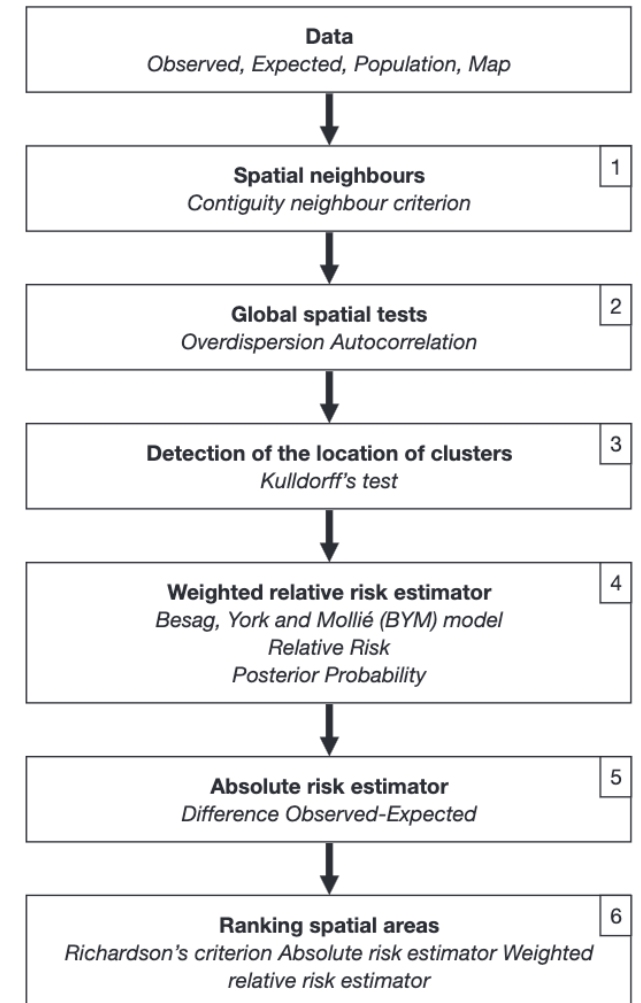 Data
Observed, Expected, Population, Map
1
Spatial neighbours
Contiguity neighbour criterion
2
Global spatial tests
Overdispersion Autocorrelation
3
Detection of the location of clusters
Kulldorff's test
4
Weighted relative risk estimator
Besag, York and Mollié (BYM) model
Relative Risk
Posterior Probability
5
Absolute risk estimator
Difference Observed-Expected
6
Ranking spatial areas
Richardson's criterion Absolute risk estimator Weighted
relative risk estimator